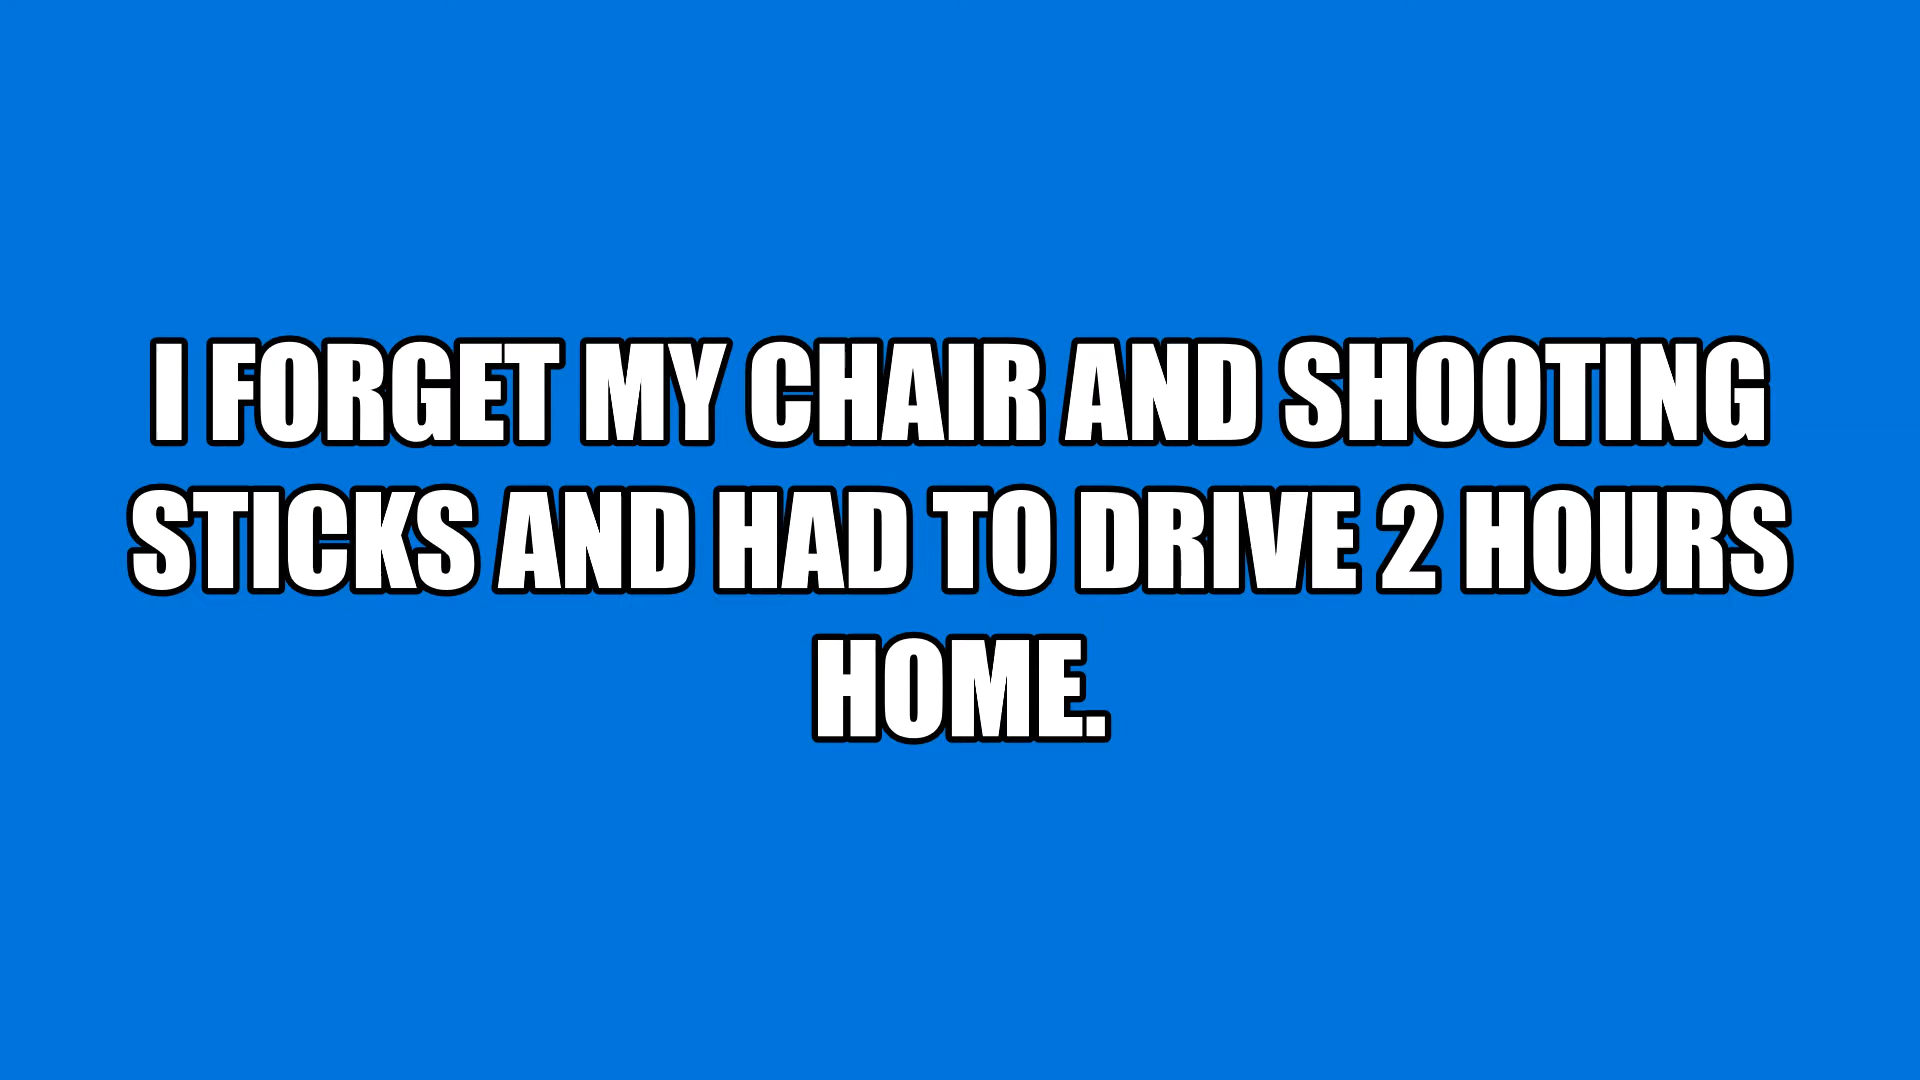 I FORGET MY CHAIR AND SHOOTING
STICKS AND HAD TO DRIVE 2 HOURS
HOME.